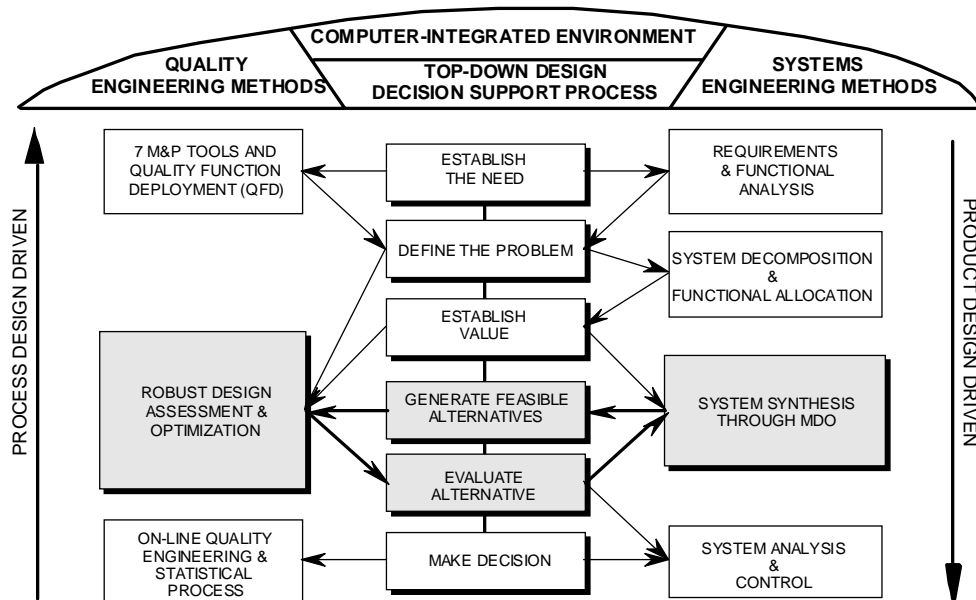 COMPUTER-INTEGRATED ENVIRONMENT
QUALITY
ENGINEERING METHODS
TOP-DOWN DESIGN
DECISION SUPPORT PROCESS
SYSTEMS
ENGINEERING METHODS
PROCESS DESIGN DRIVEN
7 M&P TOOLS AND
QUALITY FUNCTION
DEPLOYMENT (QFD)
ESTABLISH
THE NEED
REQUIREMENTS
& FUNCTIONAL
ANALYSIS
DEFINE THE PROBLEM
SYSTEM DECOMPOSITION
&
FUNCTIONAL ALLOCATION
ESTABLISH
VALUE
ROBUST DESIGN
ASSESSMENT &
OPTIMIZATION
GENERATE FEASIBLE
ALTERNATIVES
SYSTEM SYNTHESIS
THROUGH MDO
EVALUATE
ALTERNATIVE
ON-LINE QUALITY
ENGINEERING &
STATISTICAL
PROCESS
MAKE DECISION
SYSTEM ANALYSIS
&
CONTROL
PRODUCT DESIGN DRIVEN